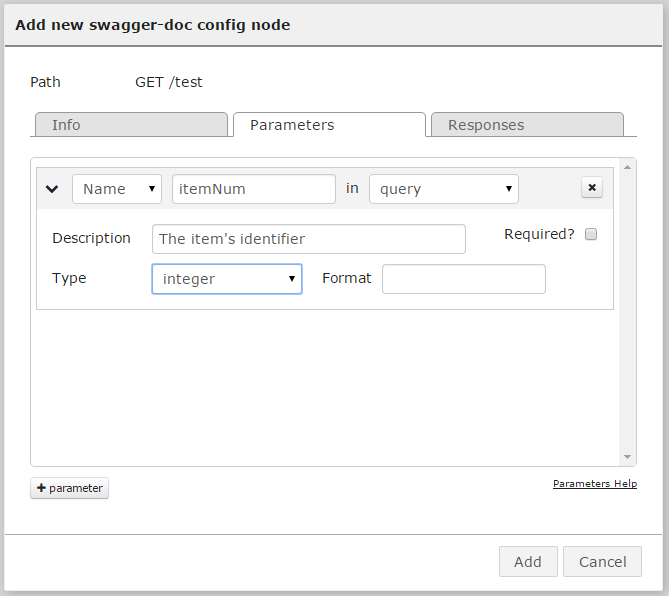 Add new swagger-doc config node
Path GET /test
Info Parameters Responses
Name itemNum in query
Description The item's identifier Required?
Type integer Format
parameter Parameters Help
Add Cancel